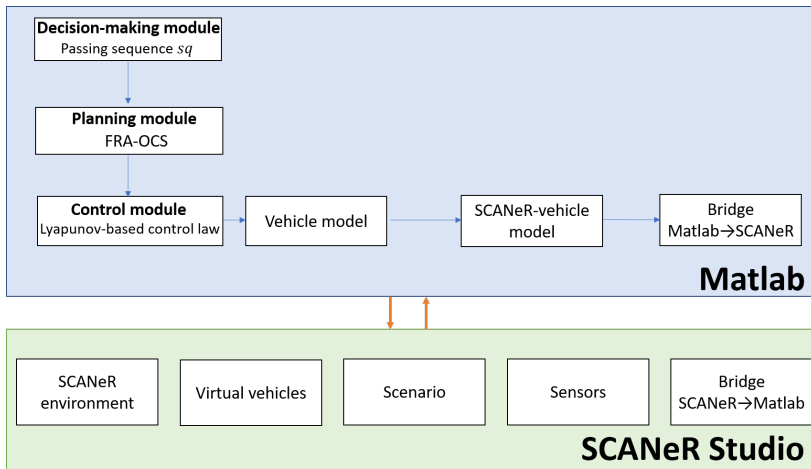 Decision-making module
Passing sequence sq
Planning module
FRA-OCS
Control module
Lyapunov-based control law
Vehicle model
SCANeR-vehicle
model
Bridge
Matlab→SCANeR
Matlab
SCANeR
environment
Virtual vehicles
Scenario
Sensors
Bridge
SCANeR→Matlab
SCANeR Studio